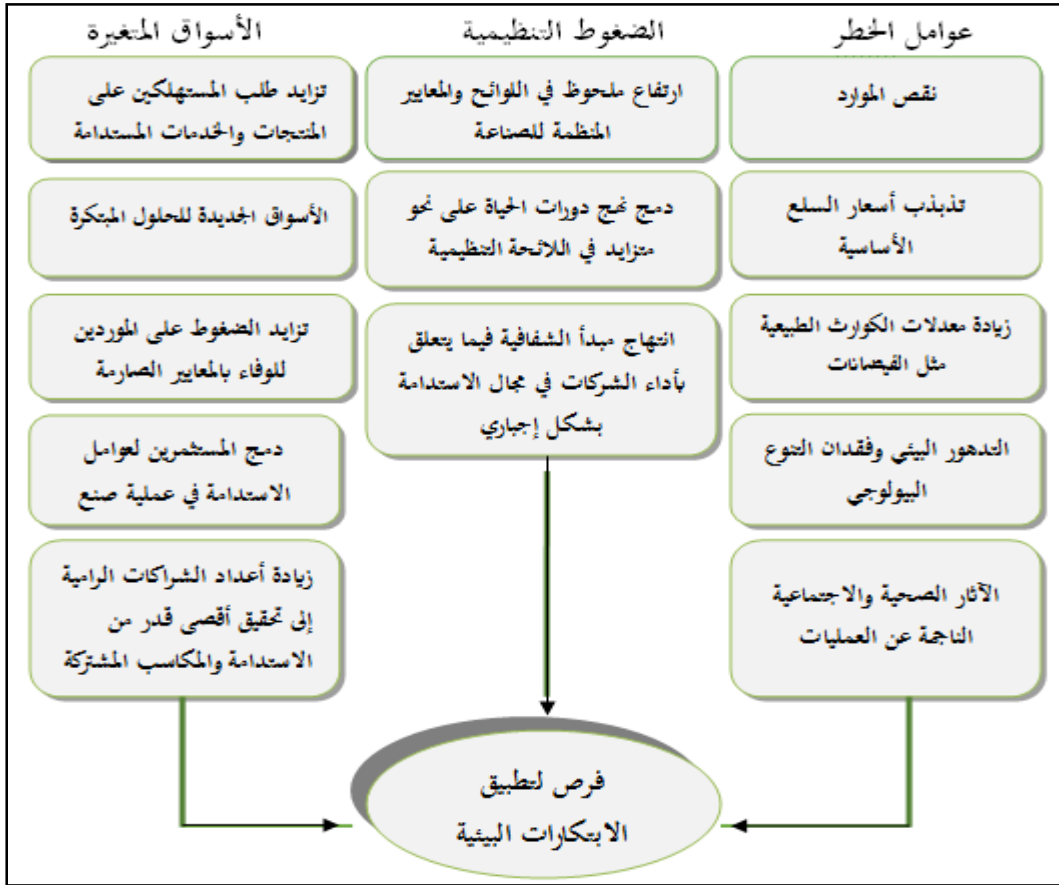 عوامل الخطر
نقص الموارد
تذبذب أسعار السلع
الأساسية
زيادة معدلات الكوارث الطبيعية
مثل الفيضانات
التدهور البيئي وفقدان التنوع
البيولوجي
الآثار الصحية والاجتماعية
الناجمة عن العمليات
الضغوط التنظيمية
ارتفاع ملحوظ في اللوائح والمعايير
المنظمة للصناعة
دمج نهج دورات الحياة على نحو
متزايد في اللائحة التنظيمية
انتهاج مبدأ الشفافية فيما يتعلق
بأداء الشركات في مجال الاستدامة
بشكل إجباري
الأسواق المتغيرة
تزايد طلب المستهلكين على
المنتجات والخدمات المستدامة
الأسواق الجديدة للحلول المبتكرة
تزايد الضغوط على الموردين
للوفاء بالمعايير الصارمة
دمج المستثمرين لعوامل
الاستدامة في عملية صنع
زيادة أعداد الشراكات الرامية
إلى تحقيق أقصى قدر من
الاستدامة والمكاسب المشتركة
فرص لتطبيق
الابتكارات البيئية